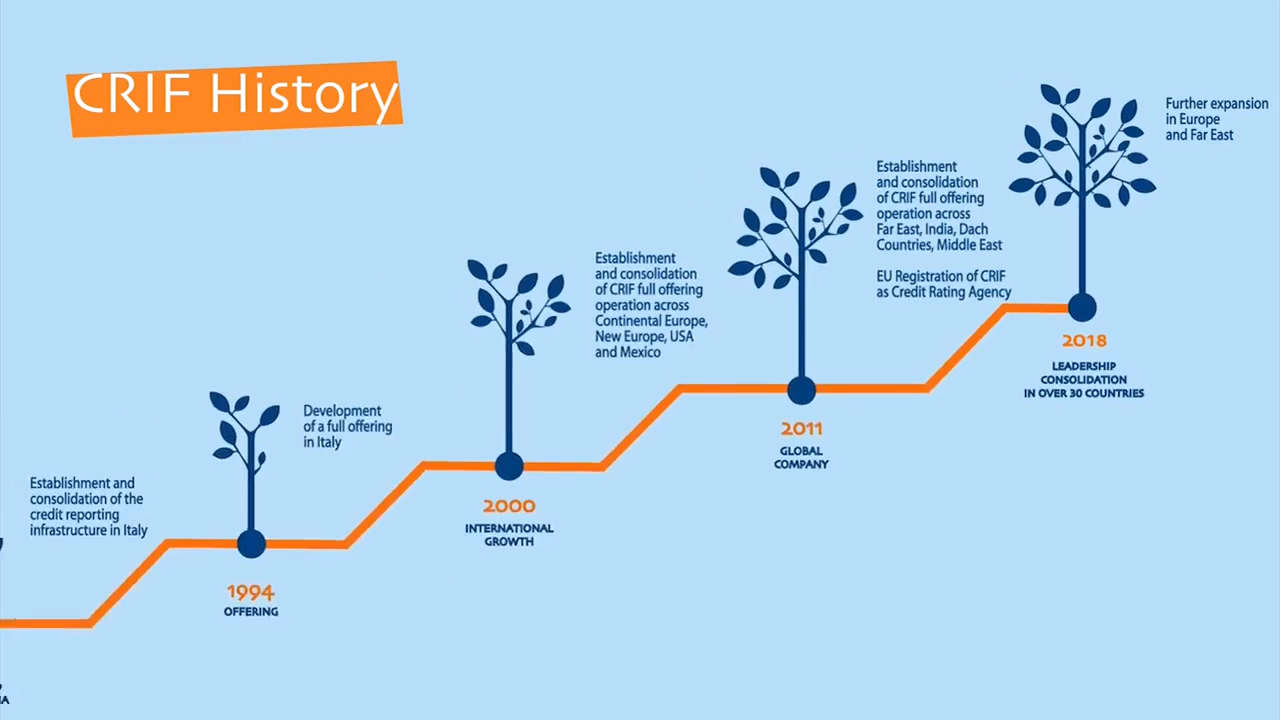 CRIF History
Establishment and
consolidation of the
credit reporting
infrastructure in Italy
1994
OFFERING
Development
of a full offering
in Italy
2000
INTERNATIONAL
GROWTH
Establishment
and consolidation
of CRIF full offering
operation across
Continental Europe,
New Europe, USA
and Mexico
2011
GLOBAL
COMPANY
Establishment
and consolidation
of CRIF full offering
operation across
Far East, India, Dach
Countries, Middle East
EU Registration of CRIF
as Credit Rating Agency
2018
LEADERSHIP
CONSOLIDATION
IN OVER 30 COUNTRIES
Further expansion
in Europe
and Far East